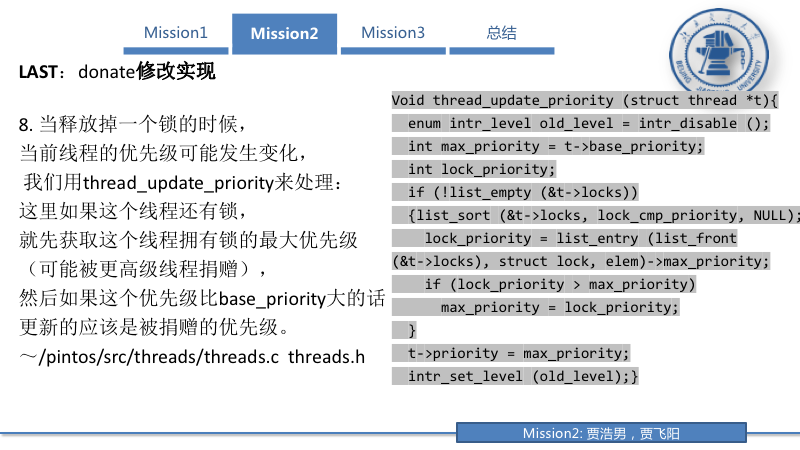 Mission1
Mission2
Mission3
总结
LAST：donate修改实现
8. 当释放掉一个锁的时候，
当前线程的优先级可能发生变化，
我们用thread_update_priority来处理：
这里如果这个线程还有锁，
就先获取这个线程拥有锁的最大优先级
（可能被更高级线程捐赠），
然后如果这个优先级比base_priority大的话
更新的应该是被捐赠的优先级。
～/pintos/src/threads/threads.c threads.h
Void thread_update_priority (struct thread *t){
enum intr_level old_level = intr_disable ();
int max_priority = t->base_priority;
int lock_priority;
if (!list_empty (&t->locks))
{list_sort (&t->locks, lock_cmp_priority, NULL);
lock_priority = list_entry (list_front
(&t->locks), struct lock, elem)->max_priority;
if (lock_priority > max_priority)
max_priority = lock_priority;
}
t->priority = max_priority;
intr_set_level (old_level);}
Mission2: 贾浩男，贾飞阳